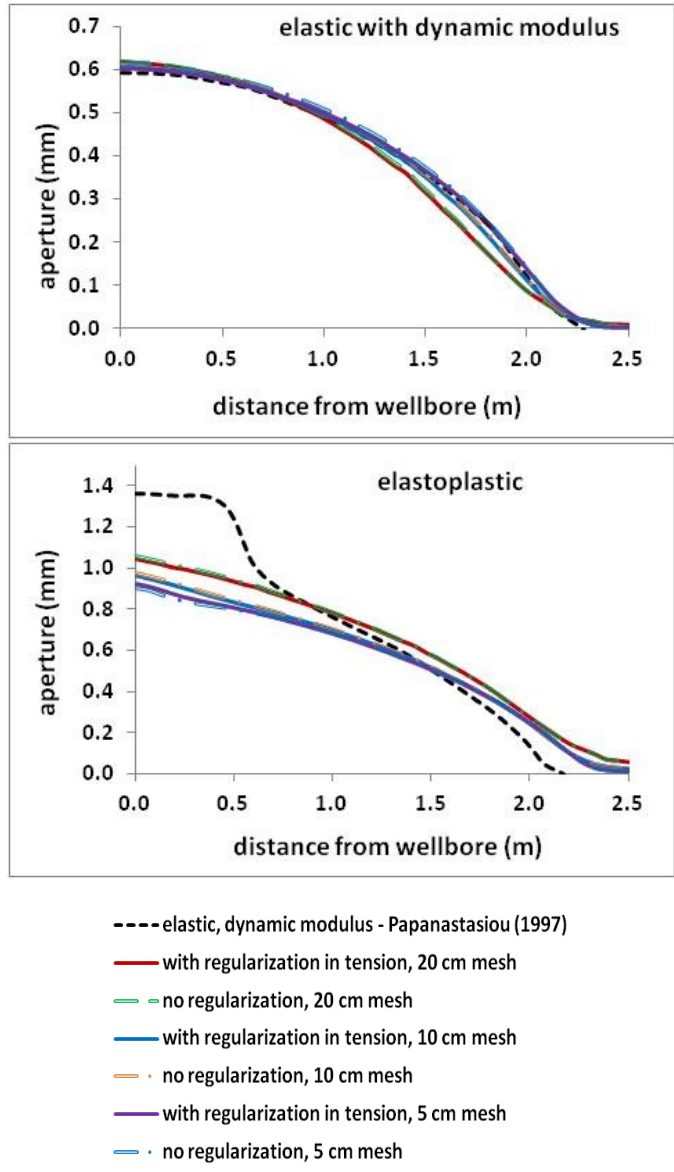 elastic with dynamic modulus
0.7
0.6
0.5
0.4
0.3
0.2
0.1
0.0
aperture (mm)
0.0 0.5 1.0 1.5 2.0 2.5
distance from wellbore (m)
elastoplastic
1.4
1.2
1.0
0.8
0.6
0.4
0.2
0.0
aperture (mm)
0.0 0.5 1.0 1.5 2.0 2.5
distance from wellbore (m)
elastic, dynamic modulus - Papanastasiou (1997)
with regularization in tension, 20 cm mesh
no regularization, 20 cm mesh
with regularization in tension, 10 cm mesh
no regularization, 10 cm mesh
with regularization in tension, 5 cm mesh
no regularization, 5 cm mesh